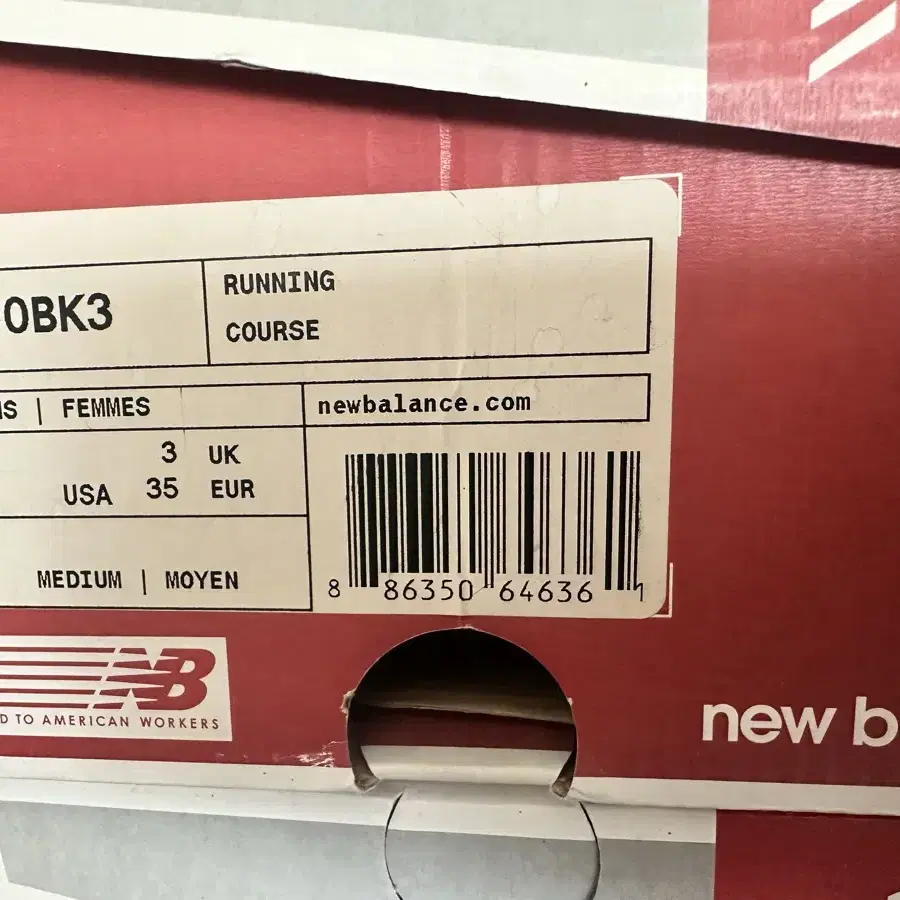 0BK3
RUNNING
COURSE
| FEMMES
newbalance.com
3 UK
USA 35 EUR
MEDIUM | MOYEN
8 86350 64636 1
NB
TO AMERICAN WORKERS
new b